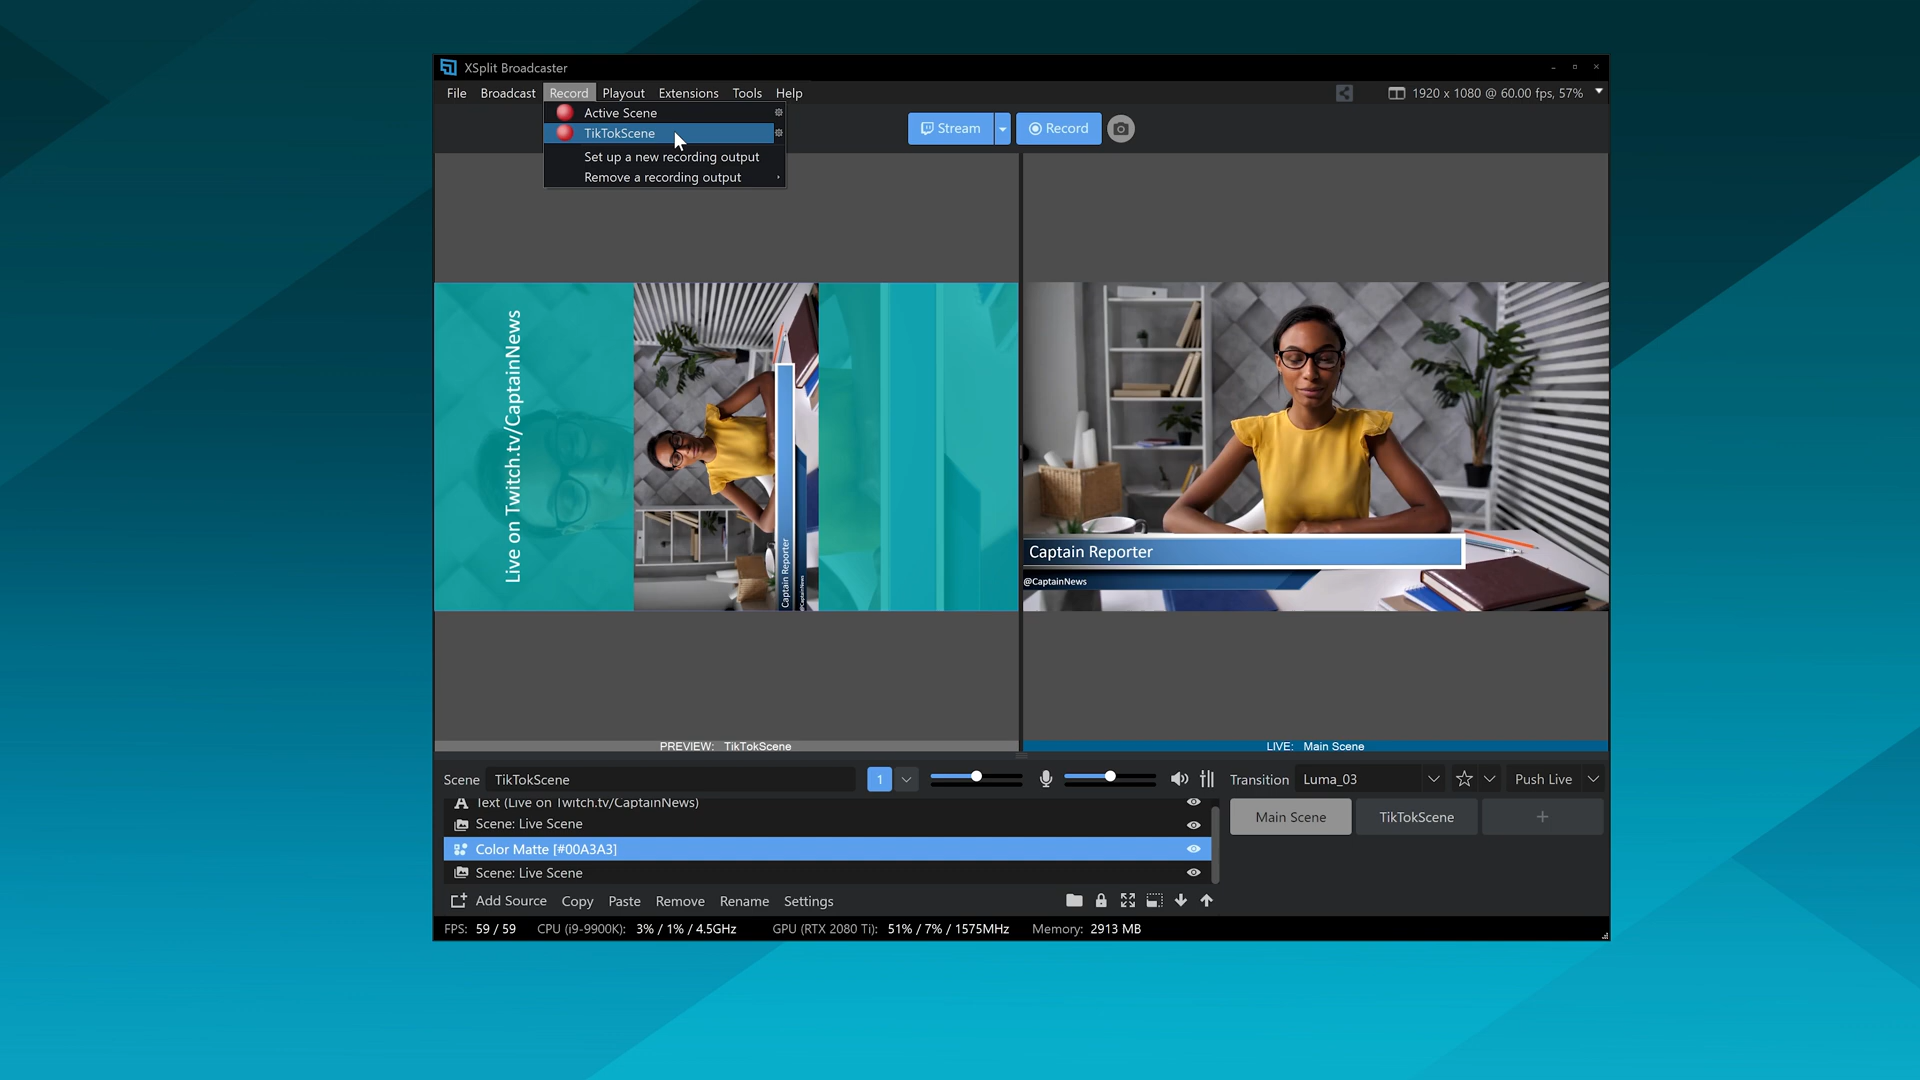 XSplit Broadcaster
File Broadcast Record Playout Extensions Tools Help
1920 x 1080 @ 60.00 fps, 57%
Active Scene
TikTokScene
Set up a new recording output
Remove a recording output
Stream
Record
Live on Twitch.tv/CaptainNews
Captain Reporter
@CaptainNews
Captain Reporter
@CaptainNews
PREVIEW: TikTokScene
LIVE: Main Scene
Scene TikTokScene
1
Transition Luma_03
Push Live
Text (Live on Twitch.tv/CaptainNews)
Scene: Live Scene
Color Matte [#00A3A3]
Scene: Live Scene
Main Scene
TikTokScene
+
Add Source Copy Paste Remove Rename Settings
FPS: 59 / 59 CPU (i9-9900K): 3% / 1% / 4.5GHz GPU (RTX 2080 Ti): 51% / 7% / 1575MHz Memory: 2913 MB